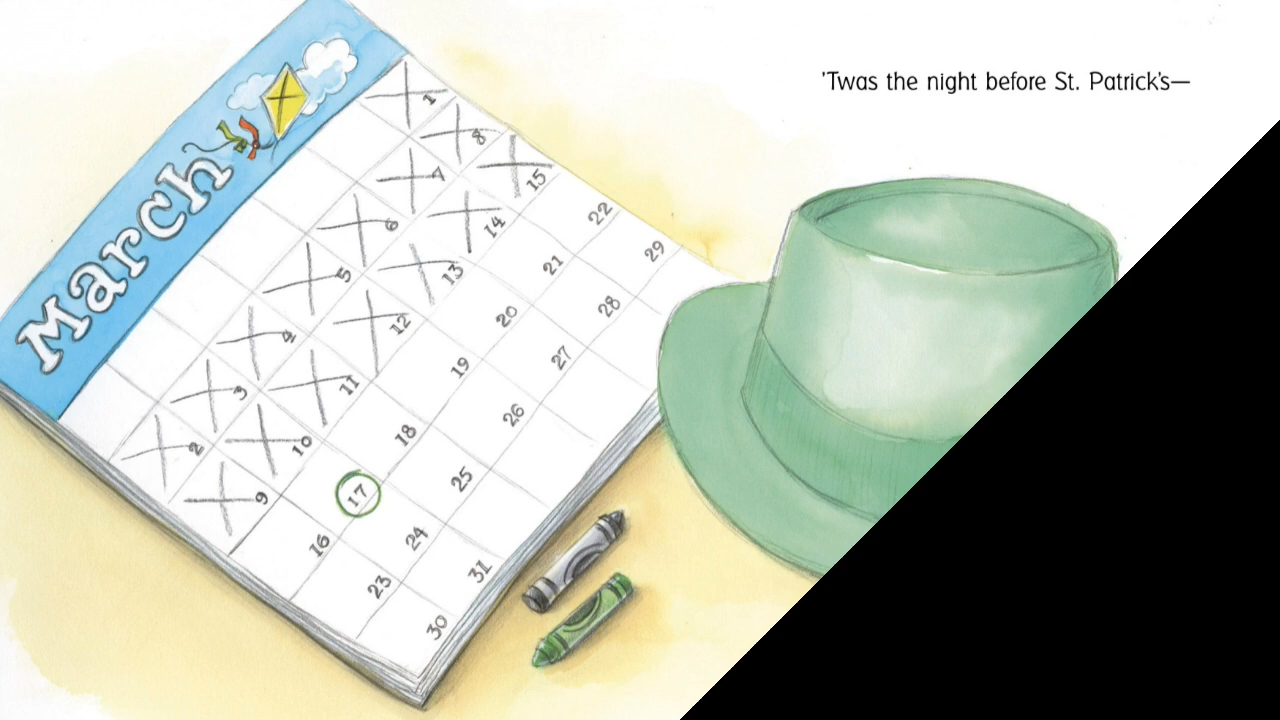 'Twas the night before St. Patrick's—
March
1
2 3 4 5 6 7 8
9 10 11 12 13 14 15
16 17 18 19 20 21 22
23 24 25 26 27 28 29
30 31